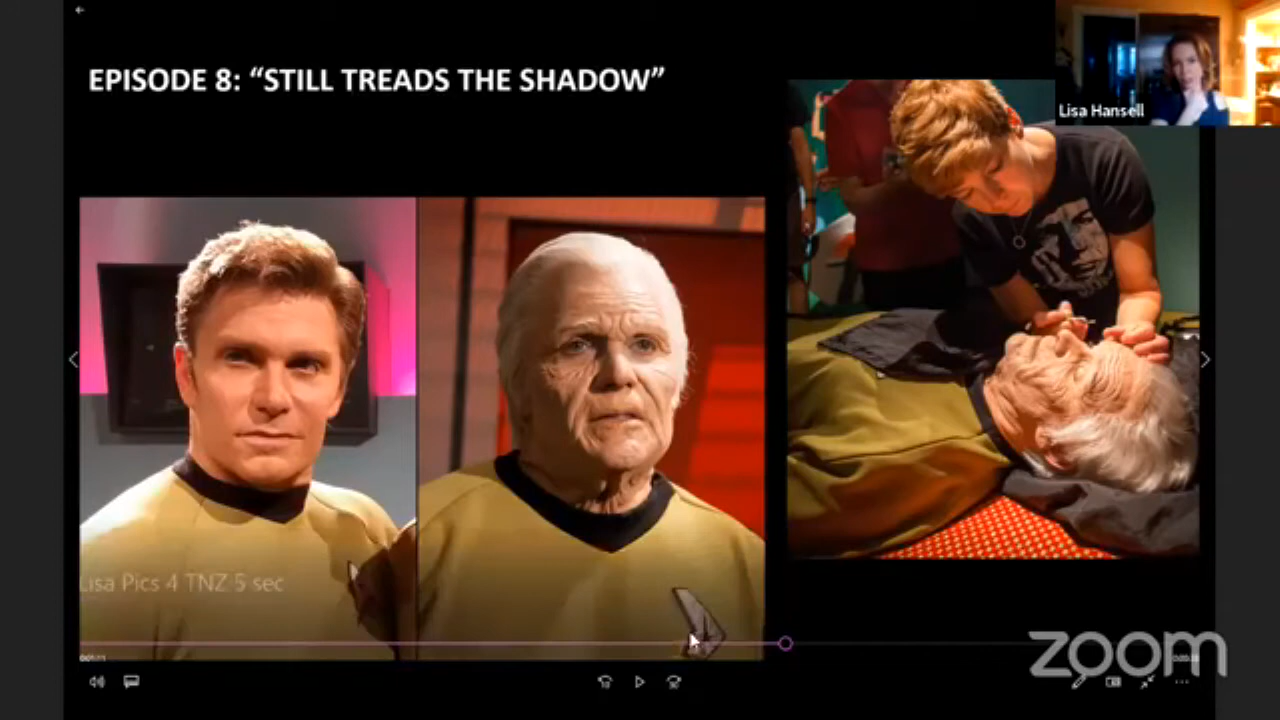 EPISODE 8: “STILL TREADS THE SHADOW”
Lisa Hansell
Lisa Pics 4 TNZ 5 sec
zoom